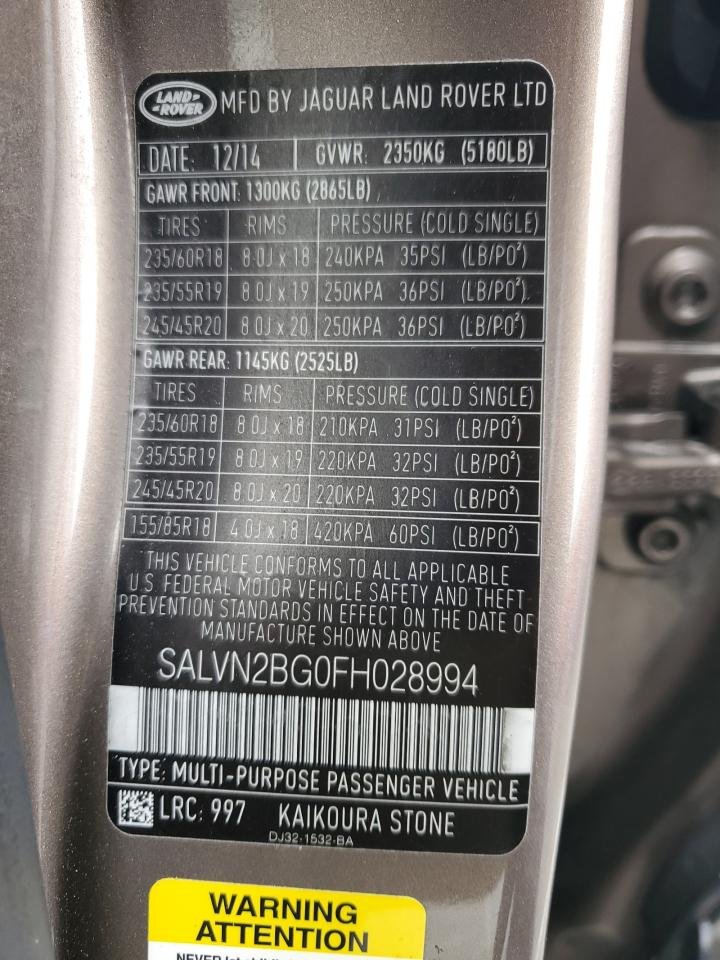 LAND ROVER MFD BY JAGUAR LAND ROVER LTD
DATE: 12/14 GVWR: 2350KG (5180LB)
GAWR FRONT: 1300KG (2865LB)
TIRES RIMS PRESSURE (COLD SINGLE)
235/60R18 8.0J x 18 240KPA 35PSI (LB/PO²)
235/55R19 8.0J x 19 250KPA 36PSI (LB/PO²)
245/45R20 8.0J x 20 250KPA 36PSI (LB/PO²)
GAWR REAR: 1145KG (2525LB)
TIRES RIMS PRESSURE (COLD SINGLE)
235/60R18 8.0J x 18 210KPA 31PSI (LB/PO²)
235/55R19 8.0J x 19 220KPA 32PSI (LB/PO²)
245/45R20 8.0J x 20 220KPA 32PSI (LB/PO²)
155/85R18 4.0J x 18 420KPA 60PSI (LB/PO²)
THIS VEHICLE CONFORMS TO ALL APPLICABLE
U.S. FEDERAL MOTOR VEHICLE SAFETY AND THEFT
PREVENTION STANDARDS IN EFFECT ON THE DATE OF
MANUFACTURE SHOWN ABOVE
SALVN2BG0FH028994
TYPE: MULTI-PURPOSE PASSENGER VEHICLE
LRC: 997 KAIKOURA STONE
DJ32-1532-BA
WARNING
ATTENTION
NEVER